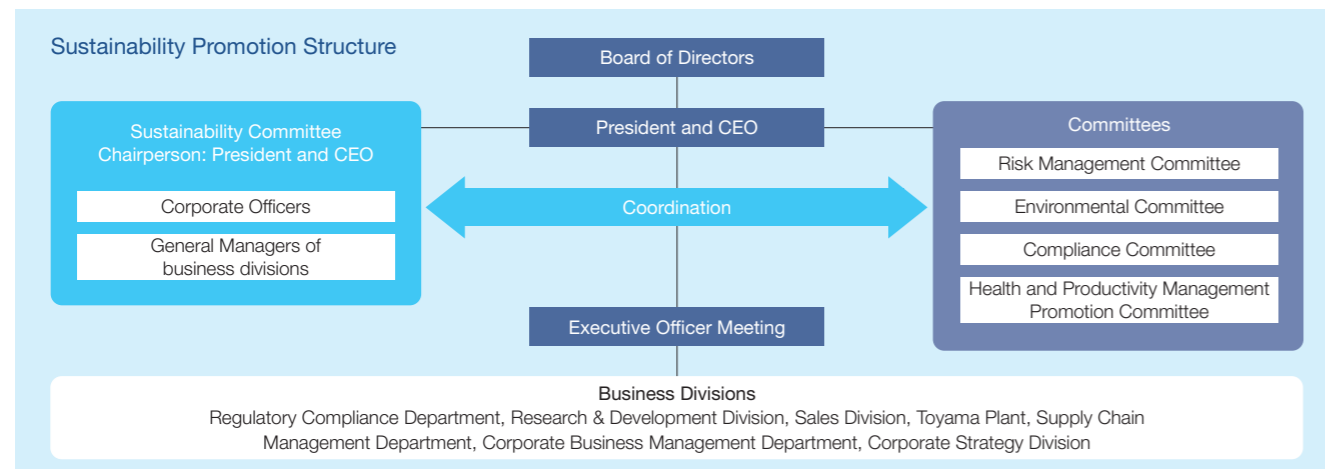 Sustainability Promotion Structure
Board of Directors
President and CEO
Sustainability Committee
Chairperson: President and CEO
Corporate Officers
General Managers of
business divisions
Coordination
Committees
Risk Management Committee
Environmental Committee
Compliance Committee
Health and Productivity Management
Promotion Committee
Executive Officer Meeting
Business Divisions
Regulatory Compliance Department, Research & Development Division, Sales Division, Toyama Plant, Supply Chain
Management Department, Corporate Business Management Department, Corporate Strategy Division